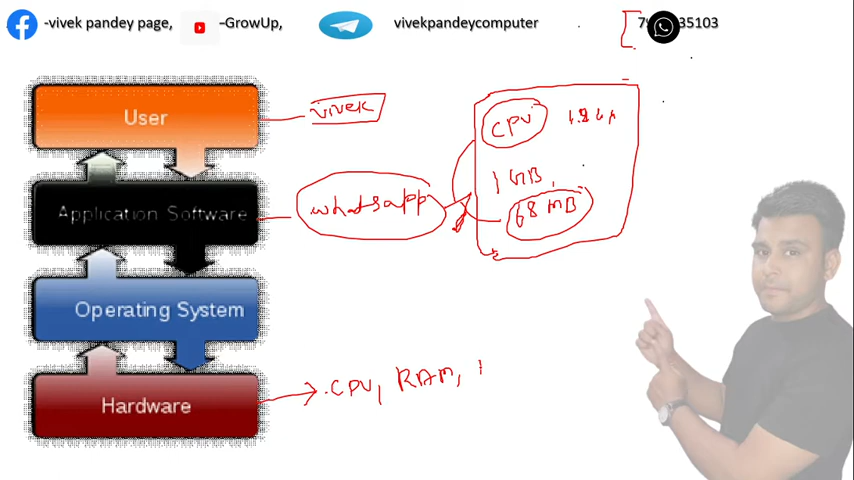 -vivek pandey page, -GrowUp, vivekpandeycomputer
User
vivek
CPU
1 GB,
Application Software
whatsapp
68 MB
Operating System
Hardware
CPU, RAM,